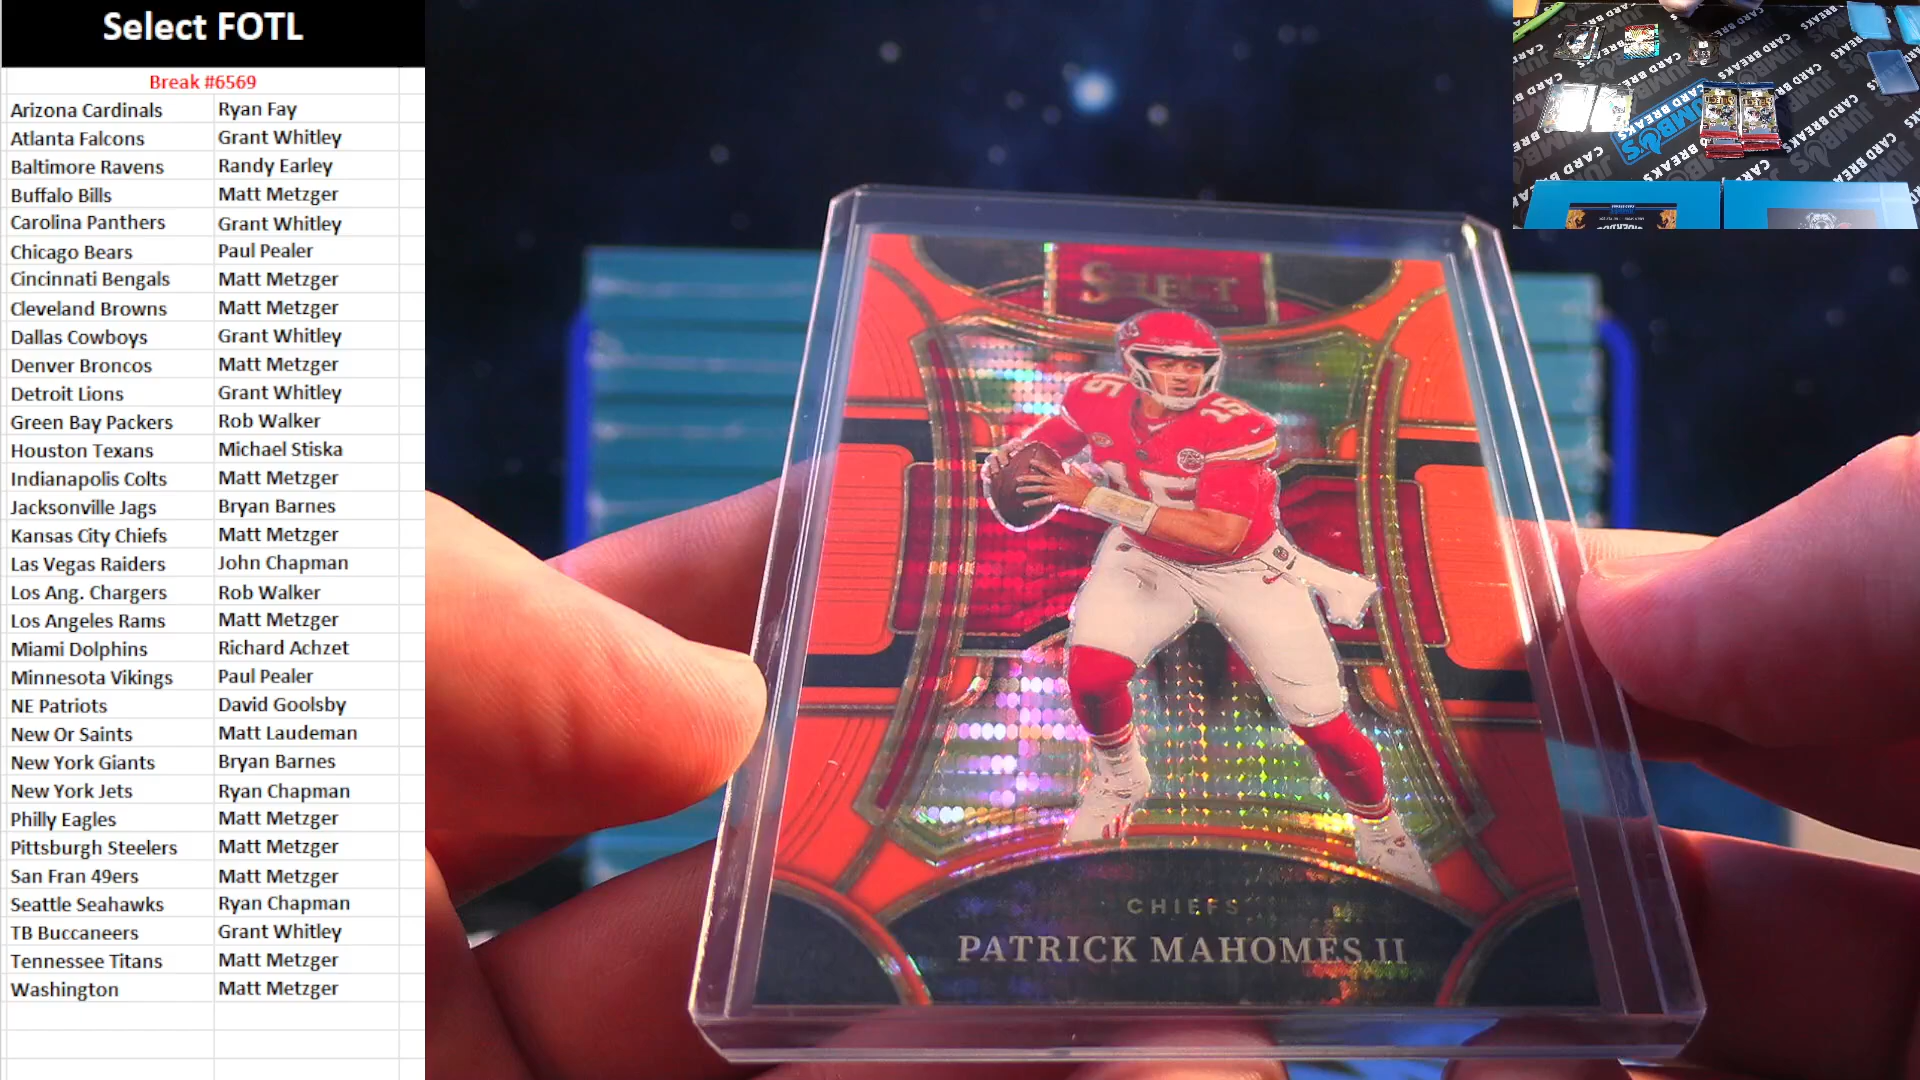 Select FOTL
Break #6569
Arizona Cardinals Ryan Fay
Atlanta Falcons Grant Whitley
Baltimore Ravens Randy Earley
Buffalo Bills Matt Metzger
Carolina Panthers Grant Whitley
Chicago Bears Paul Pealer
Cincinnati Bengals Matt Metzger
Cleveland Browns Matt Metzger
Dallas Cowboys Grant Whitley
Denver Broncos Matt Metzger
Detroit Lions Grant Whitley
Green Bay Packers Rob Walker
Houston Texans Michael Stiska
Indianapolis Colts Matt Metzger
Jacksonville Jags Bryan Barnes
Kansas City Chiefs Matt Metzger
Las Vegas Raiders John Chapman
Los Ang. Chargers Rob Walker
Los Angeles Rams Matt Metzger
Miami Dolphins Richard Achzet
Minnesota Vikings Paul Pealer
NE Patriots David Goolsby
New Or Saints Matt Laudeman
New York Giants Bryan Barnes
New York Jets Ryan Chapman
Philly Eagles Matt Metzger
Pittsburgh Steelers Matt Metzger
San Fran 49ers Matt Metzger
Seattle Seahawks Ryan Chapman
TB Buccaneers Grant Whitley
Tennessee Titans Matt Metzger
Washington Matt Metzger
SELECT
15
15
15
CHIEFS
PATRICK MAHOMES II
JUMBO'S
CARD BREAKS